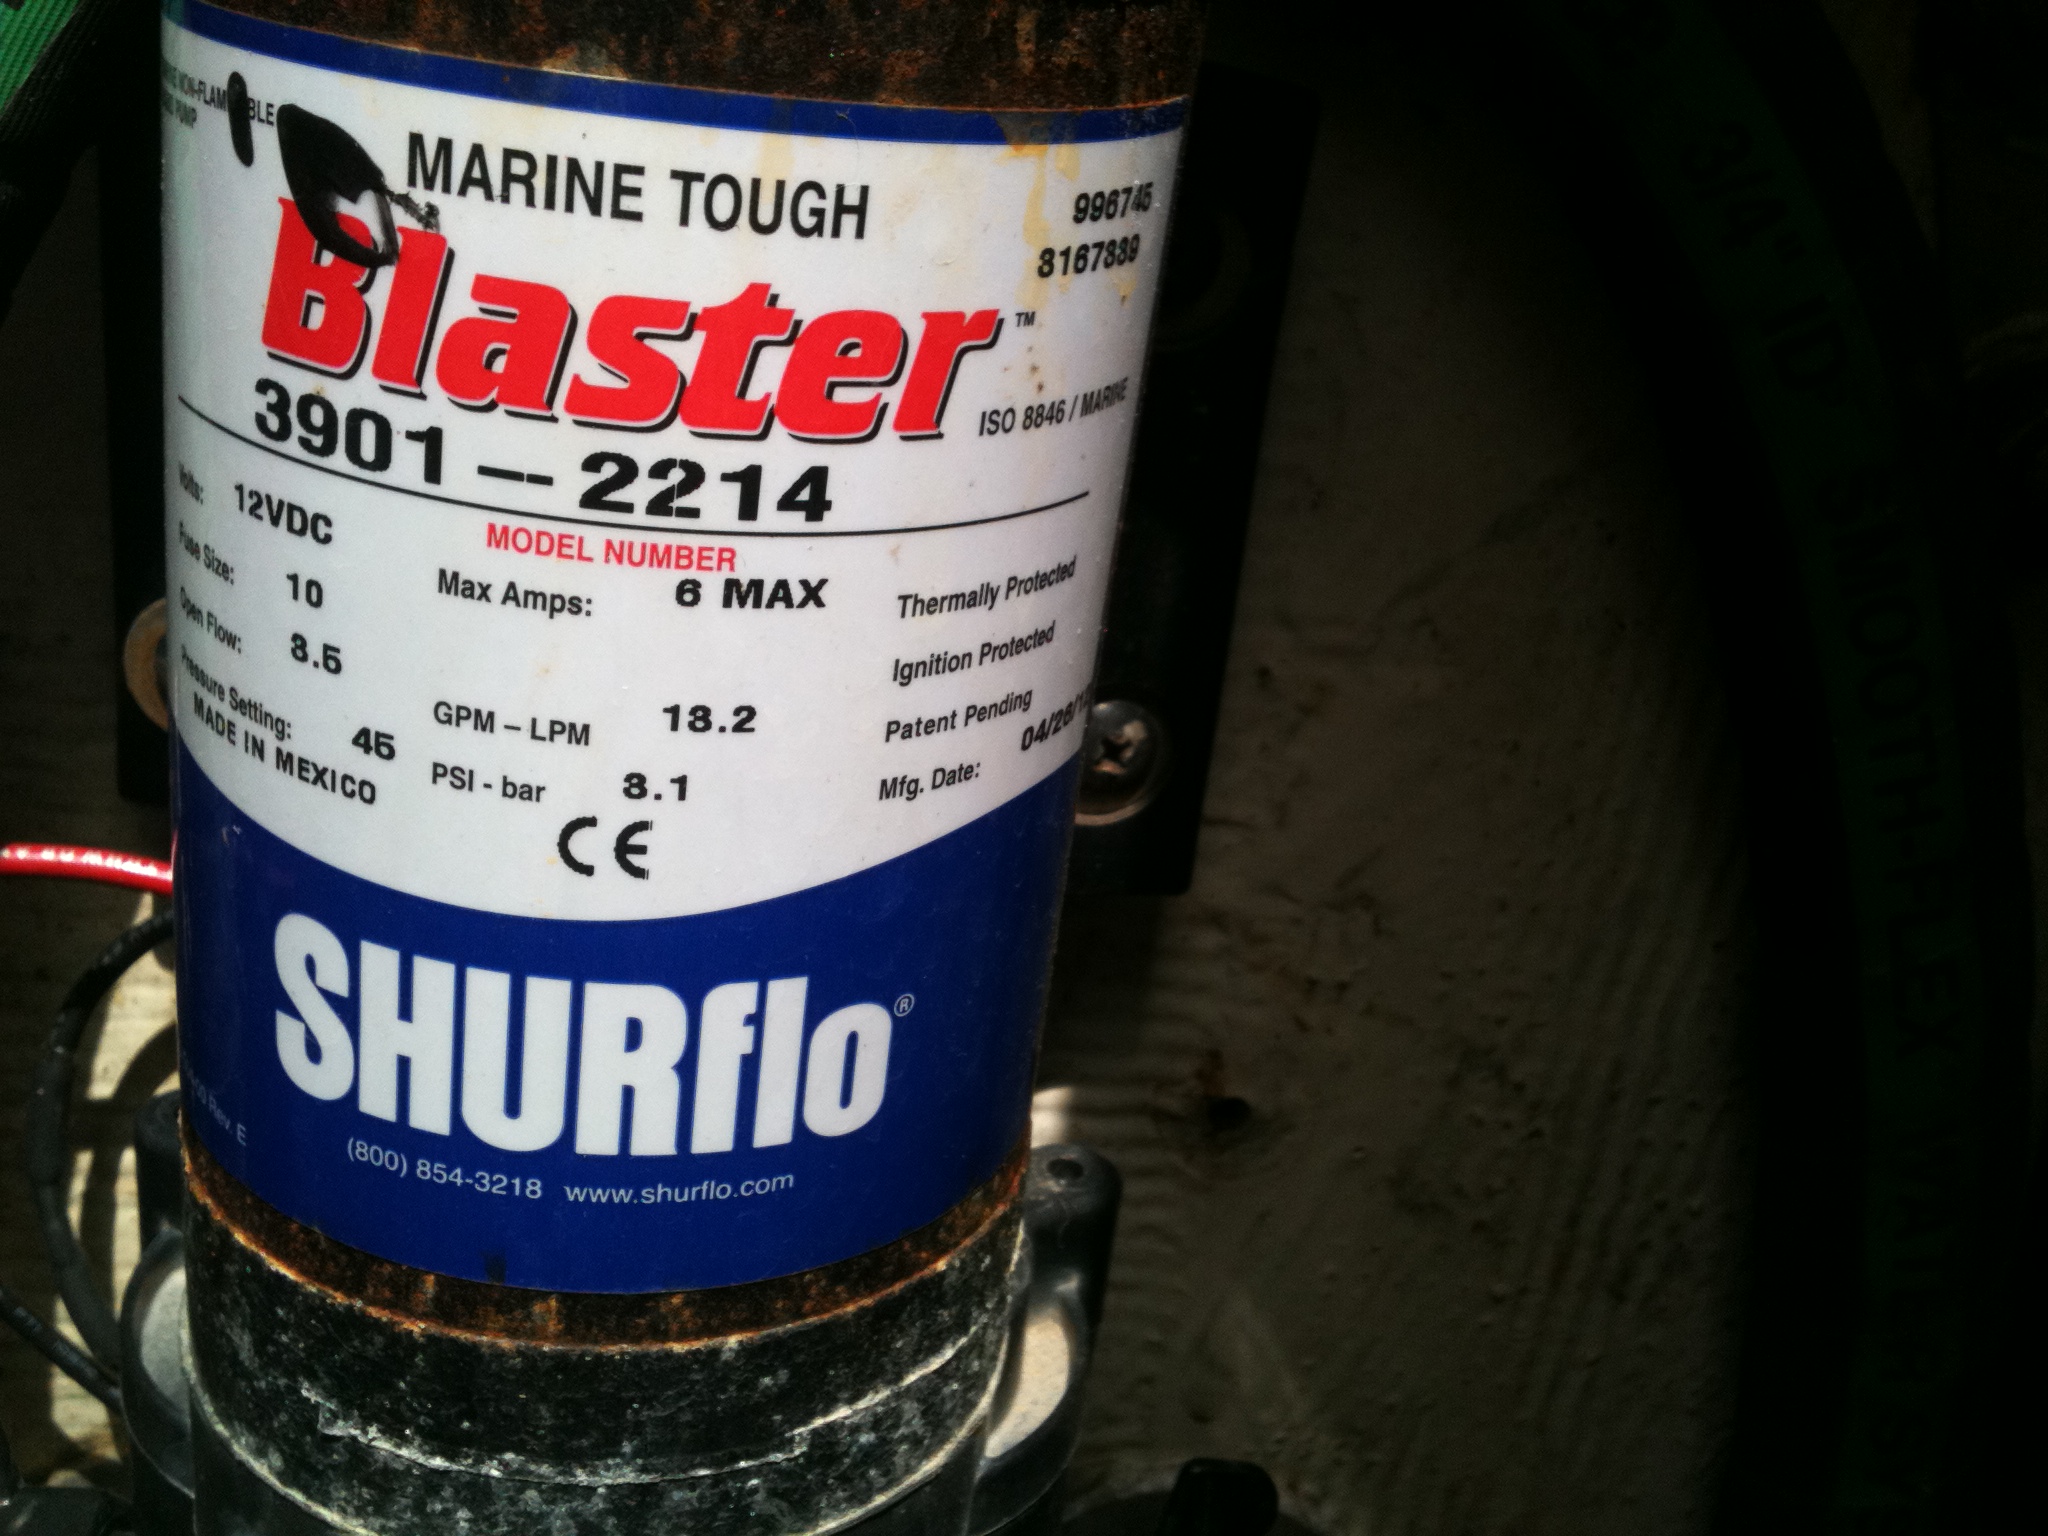 MARINE TOUGH
996745
8167889
Blaster™
ISO 8846 / MARINE
3901-2214
MODEL NUMBER
Volts: 12VDC
Fuse Size: 10 Max Amps: 6 MAX Thermally Protected
Open Flow: 3.5 GPM – LPM 13.2 Ignition Protected
Pressure Setting: 45 PSI - bar 3.1 Patent Pending
MADE IN MEXICO Mfg. Date:
CE
SHURflo®
Rev. E
(800) 854-3218 www.shurflo.com